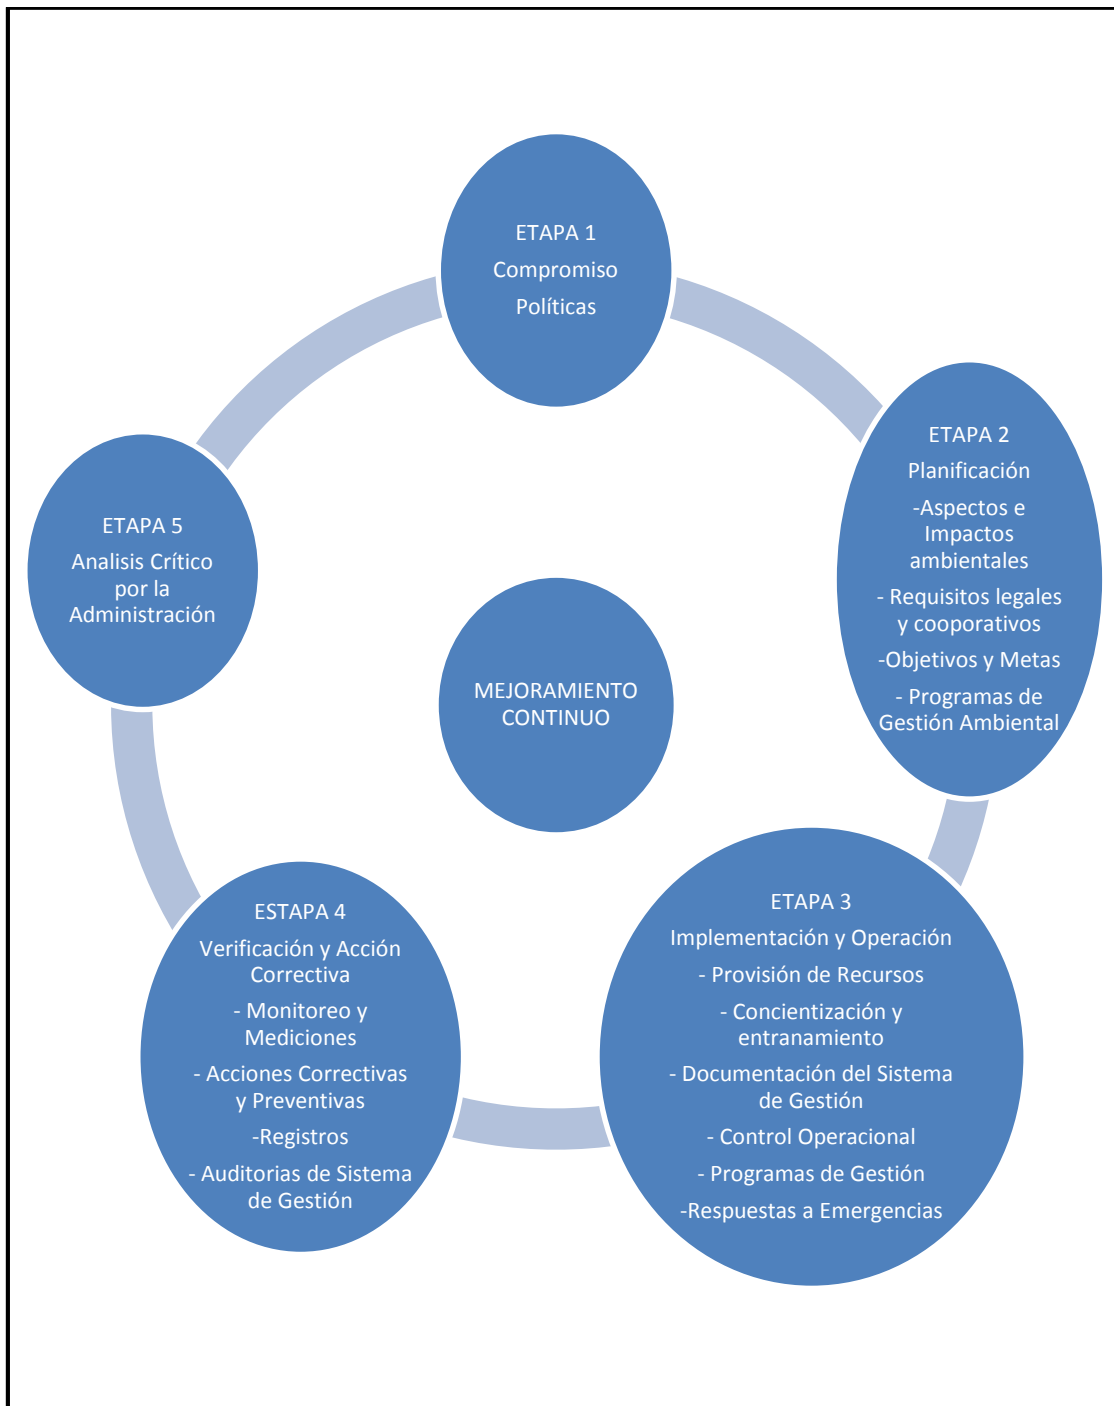 ETAPA 1
Compromiso
Políticas
ETAPA 2
Planificación
-Aspectos e
Impactos
ambientales
- Requisitos legales
y cooporativos
-Objetivos y Metas
- Programas de
Gestión Ambiental
ETAPA 3
Implementación y Operación
- Provisión de Recursos
- Concientización y
entranamiento
- Documentación del Sistema
de Gestión
- Control Operacional
- Programas de Gestión
-Respuestas a Emergencias
ESTAPA 4
Verificación y Acción
Correctiva
- Monitoreo y
Mediciones
- Acciones Correctivas
y Preventivas
-Registros
- Auditorias de Sistema
de Gestión
ETAPA 5
Analisis Crítico
por la
Administración
MEJORAMIENTO
CONTINUO